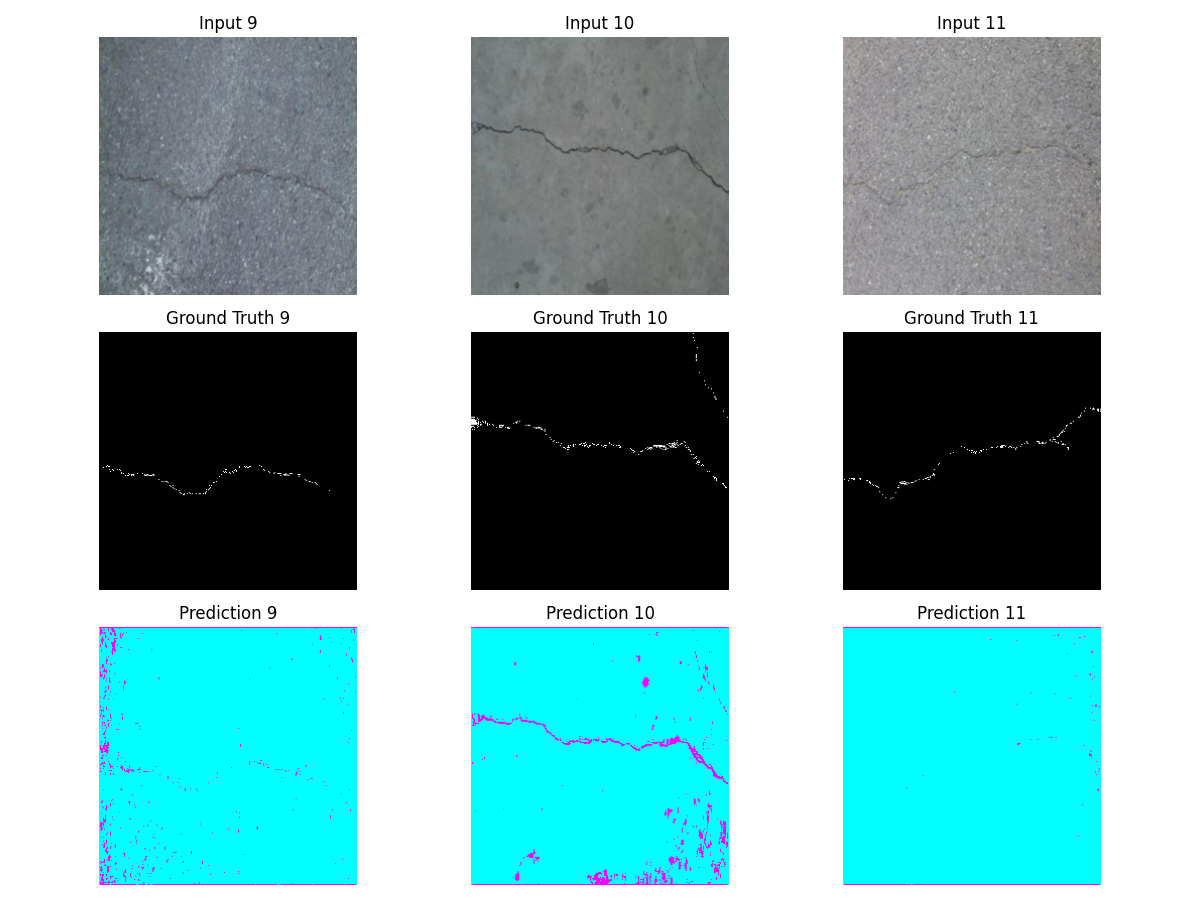 Input 9
Input 10
Input 11
Ground Truth 9
Ground Truth 10
Ground Truth 11
Prediction 9
Prediction 10
Prediction 11